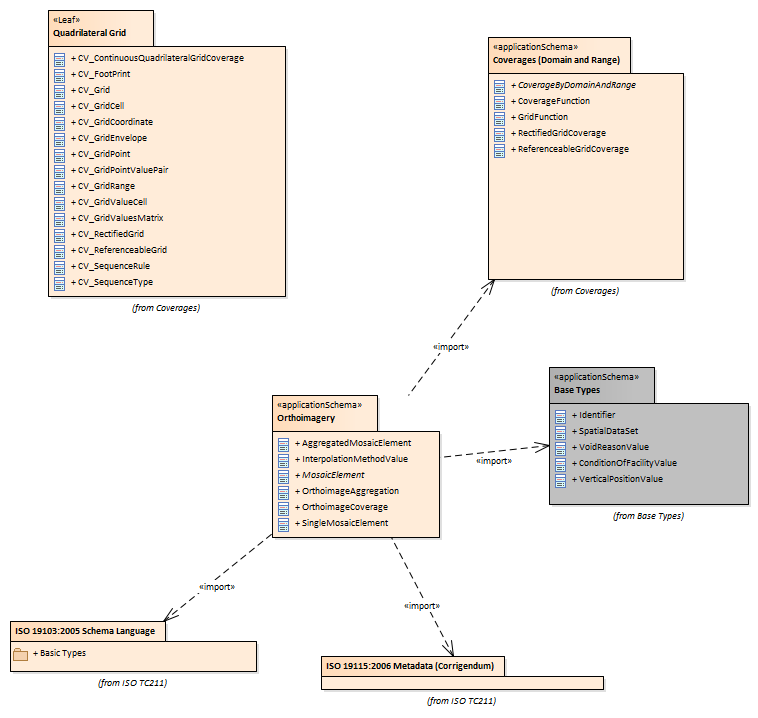 «Leaf»
Quadrilateral Grid
+ CV_ContinuousQuadrilateralGridCoverage
+ CV_FootPrint
+ CV_Grid
+ CV_GridCell
+ CV_GridCoordinate
+ CV_GridEnvelope
+ CV_GridPoint
+ CV_GridPointValuePair
+ CV_GridRange
+ CV_GridValueCell
+ CV_GridValuesMatrix
+ CV_RectifiedGrid
+ CV_ReferenceableGrid
+ CV_SequenceRule
+ CV_SequenceType
(from Coverages)
«applicationSchema»
Coverages (Domain and Range)
+ CoverageByDomainAndRange
+ CoverageFunction
+ GridFunction
+ RectifiedGridCoverage
+ ReferenceableGridCoverage
(from Coverages)
«import»
«applicationSchema»
Base Types
+ Identifier
+ SpatialDataSet
+ VoidReasonValue
+ ConditionOfFacilityValue
+ VerticalPositionValue
(from Base Types)
«applicationSchema»
Orthoimagery
+ AggregatedMosaicElement
+ InterpolationMethodValue
+ MosaicElement
+ OrthoimageAggregation
+ OrthoimageCoverage
+ SingleMosaicElement
«import»
«import»
«import»
ISO 19103:2005 Schema Language
+ Basic Types
(from ISO TC211)
ISO 19115:2006 Metadata (Corrigendum)
(from ISO TC211)